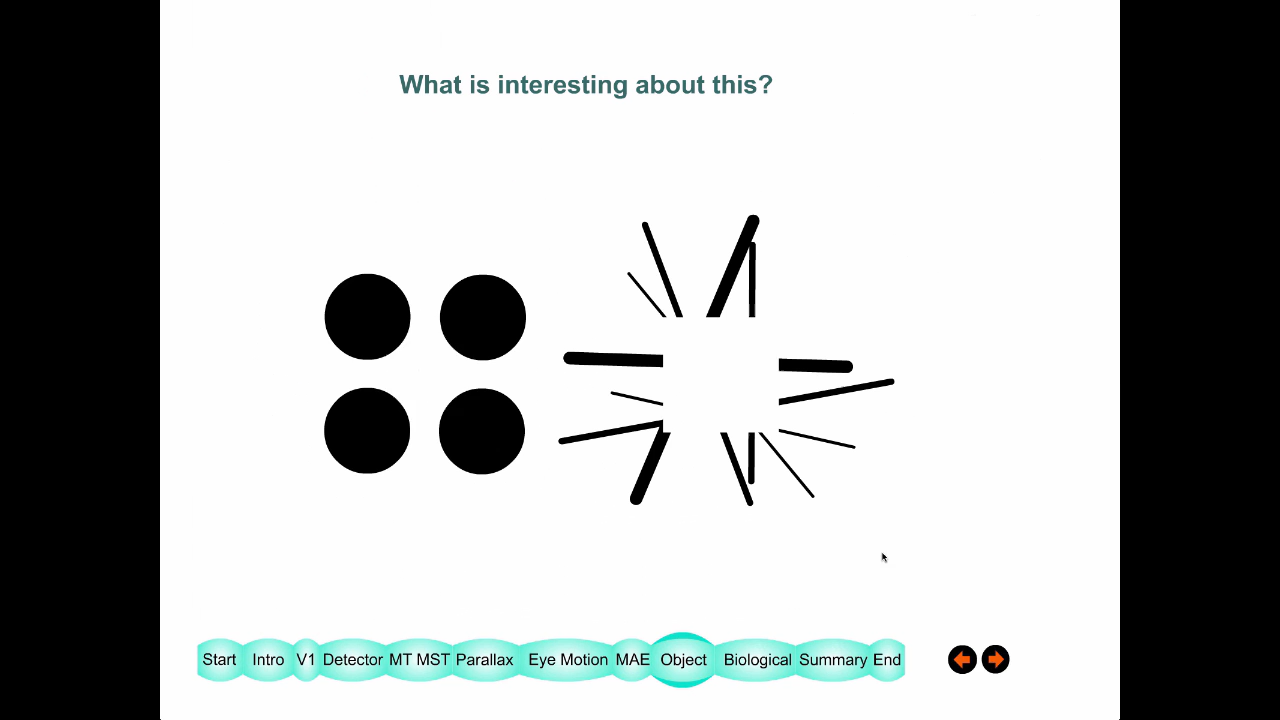 What is interesting about this?
Start Intro V1 Detector MT MST Parallax Eye Motion MAE Object Biological Summary End